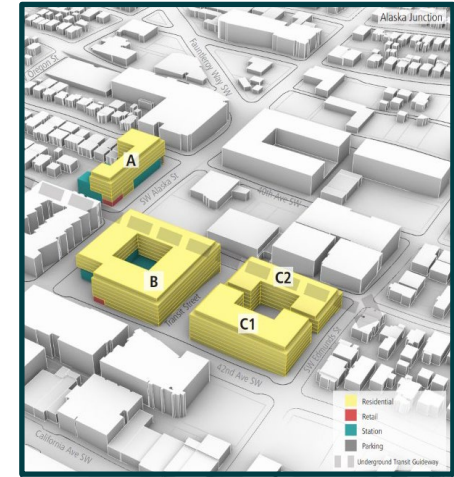 Alaska Junction
Oregon St
Fauntleroy Way SW
A
SW Alaska St
40th Ave SW
B
C2
Transit Street
C1
42nd Ave SW
SW Edmunds St
California Ave SW
Residential
Retail
Station
Parking
Underground Transit Guideway